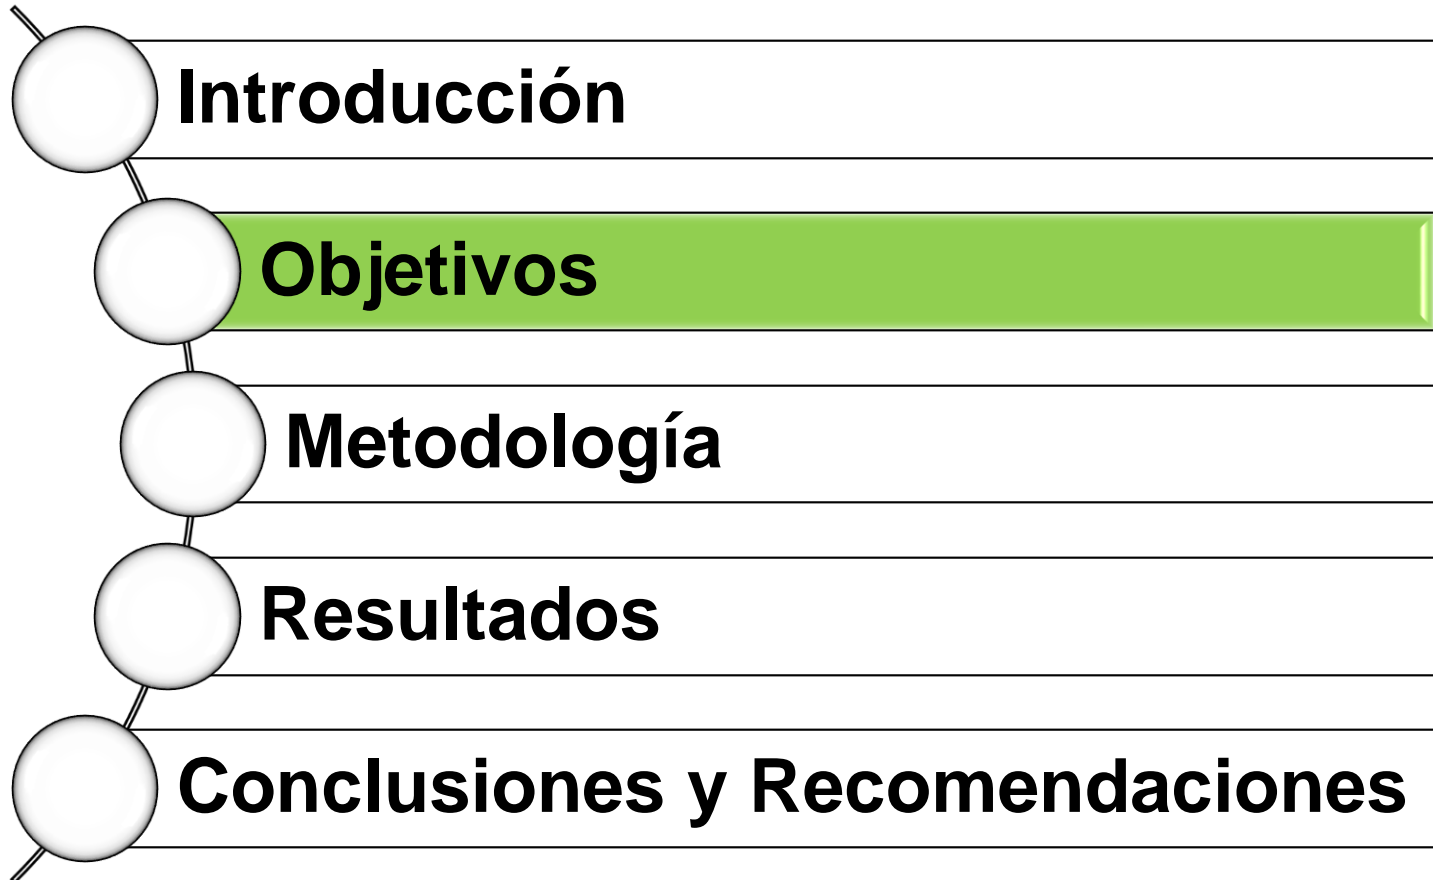 Introducción
Objetivos
Metodología
Resultados
Conclusiones y Recomendaciones